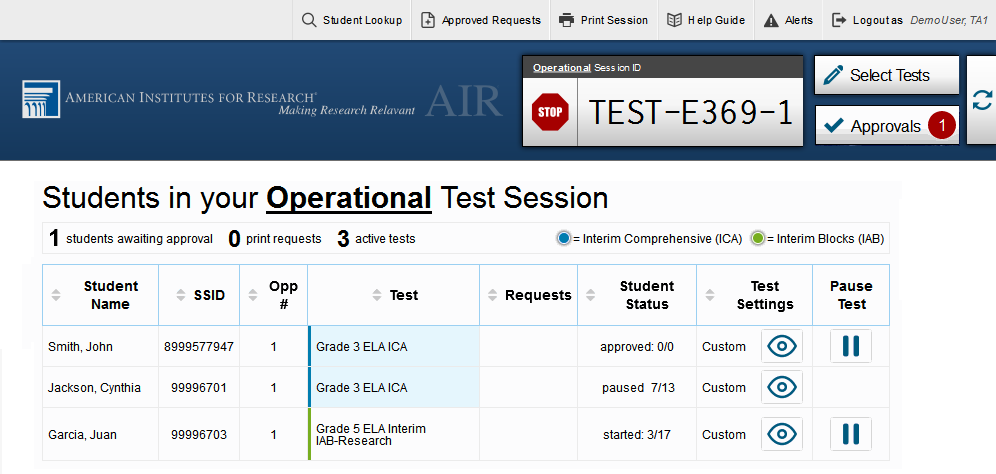 Student Lookup Approved Requests Print Session Help Guide Alerts Logout as DemoUser, TA1
Operational Session ID
AMERICAN INSTITUTES FOR RESEARCH®
Making Research Relavant
AIR
STOP
TEST-E369-1
Select Tests
Approvals 1
Students in your Operational Test Session
1 students awaiting approval 0 print requests 3 active tests = Interim Comprehensive (ICA) = Interim Blocks (IAB)
Student Name SSID Opp # Test Requests Student Status Test Settings Pause Test
Smith, John 8999577947 1 Grade 3 ELA ICA approved: 0/0 Custom
Jackson, Cynthia 99996701 1 Grade 3 ELA ICA paused 7/13 Custom
Garcia, Juan 99996703 1 Grade 5 ELA Interim IAB-Research started: 3/17 Custom